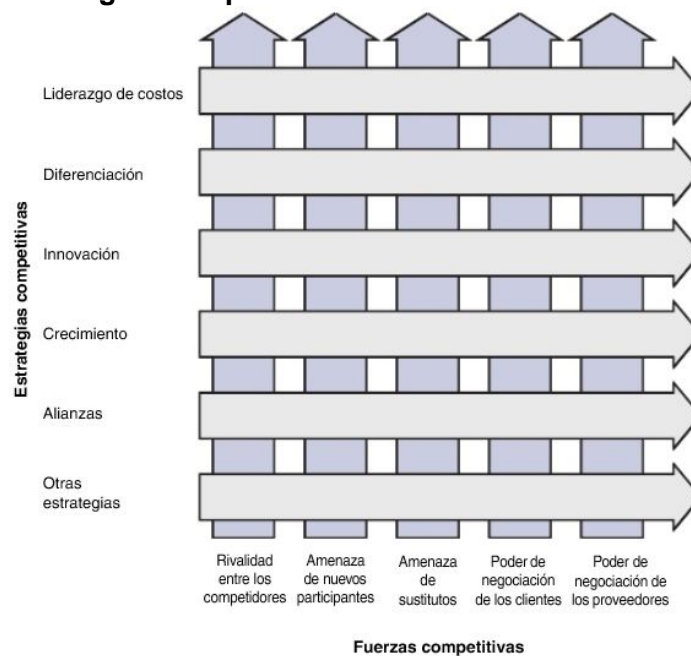 Liderazgo de costos
Diferenciación
Innovación
Crecimiento
Alianzas
Otras
estrategias
Estrategias competitivas
Rivalidad
entre los
competidores
Amenaza
de nuevos
participantes
Amenaza
de
sustitutos
Poder de
negociación
de los clientes
Poder de
negociación de
los proveedores
Fuerzas competitivas